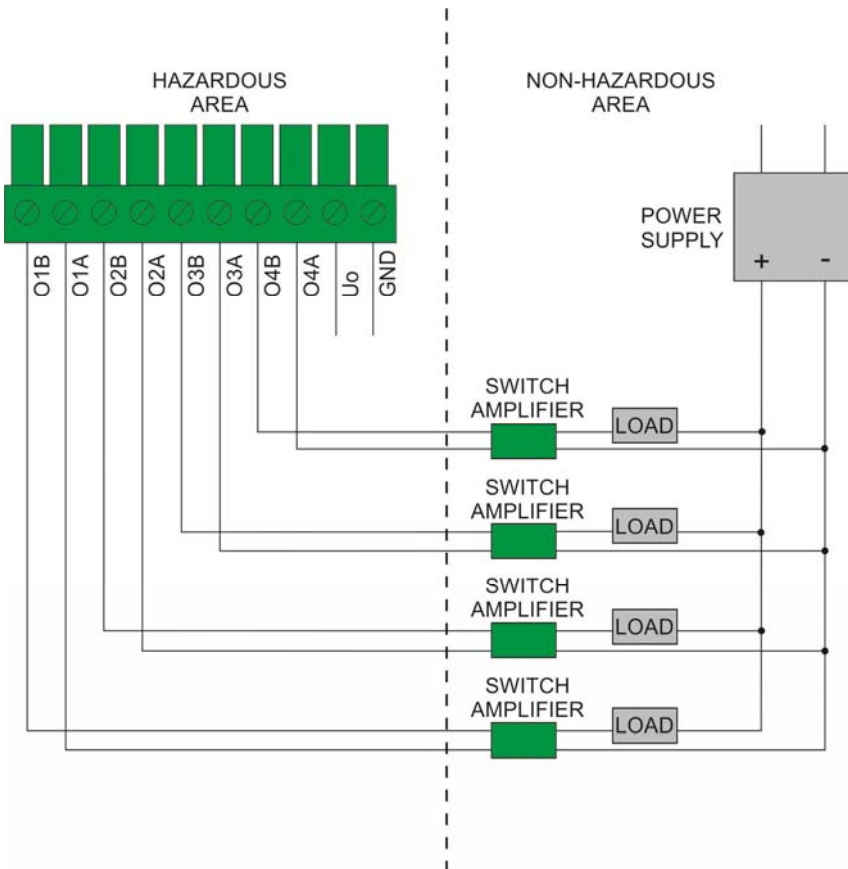 HAZARDOUS
AREA
NON-HAZARDOUS
AREA
POWER
SUPPLY
+ -
O1B
O1A
O2B
O2A
O3B
O3A
O4B
O4A
Uo
GND
SWITCH
AMPLIFIER
LOAD
SWITCH
AMPLIFIER
LOAD
SWITCH
AMPLIFIER
LOAD
SWITCH
AMPLIFIER
LOAD